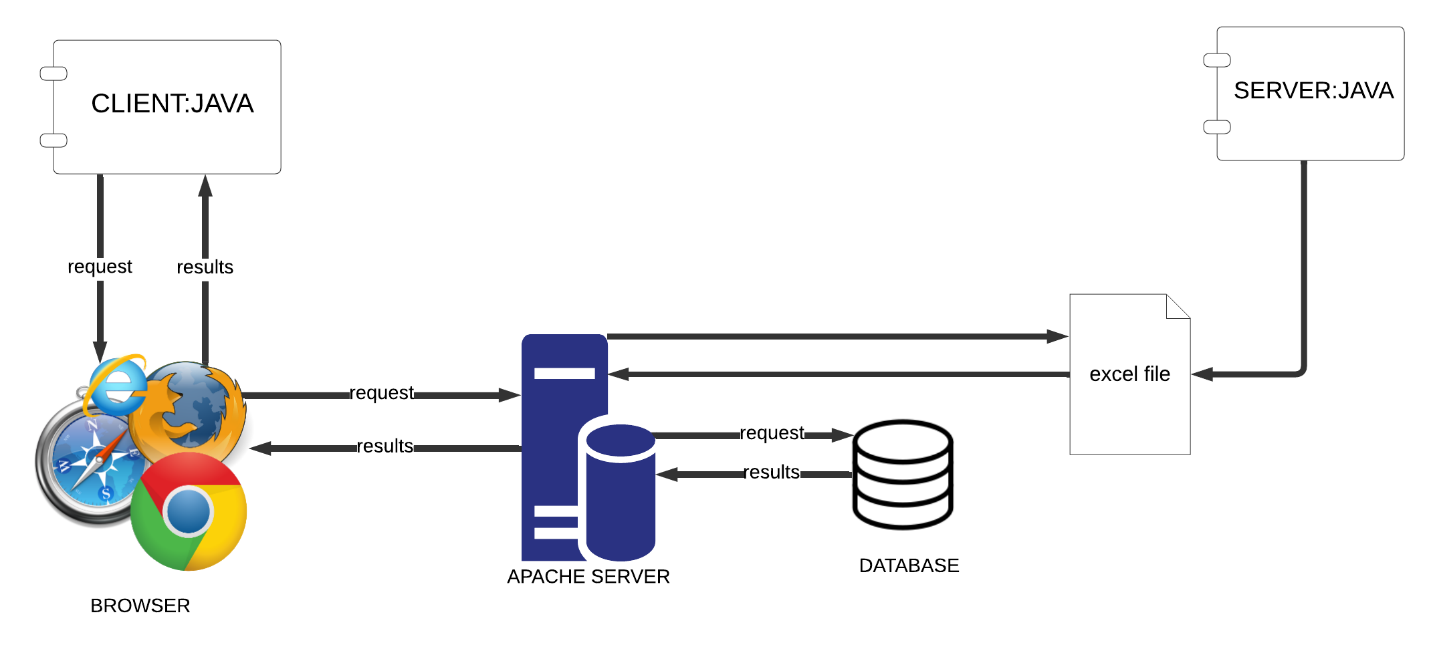 CLIENT:JAVA
SERVER:JAVA
request
results
request
results
excel file
request
results
APACHE SERVER
DATABASE
BROWSER
N
W
E
S